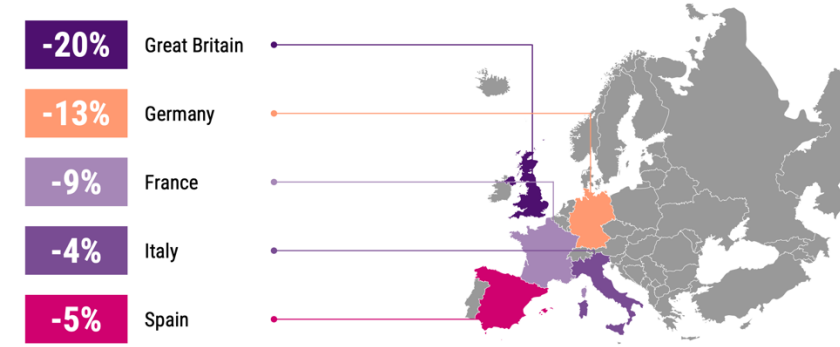 -20% Great Britain
-13% Germany
-9% France
-4% Italy
-5% Spain